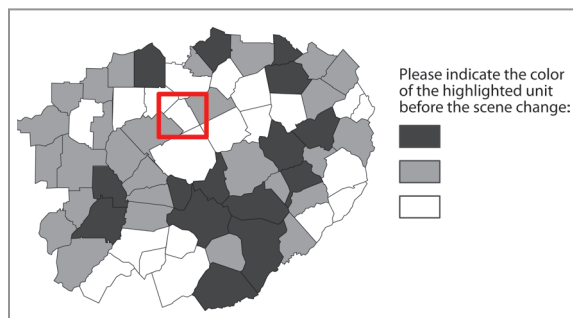 Please indicate the color
of the highlighted unit
before the scene change: